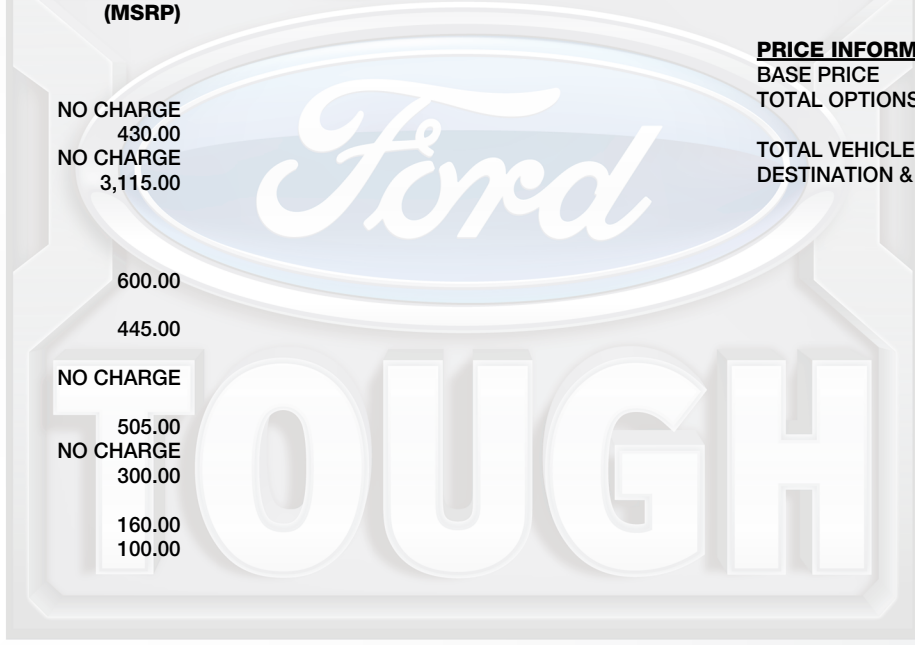 (MSRP)
NO CHARGE
430.00
NO CHARGE
3,115.00
600.00
445.00
NO CHARGE
505.00
NO CHARGE
300.00
160.00
100.00
PRICE INFORM
BASE PRICE
TOTAL OPTIONS
TOTAL VEHICLE
DESTINATION &
Ford
TOUGH